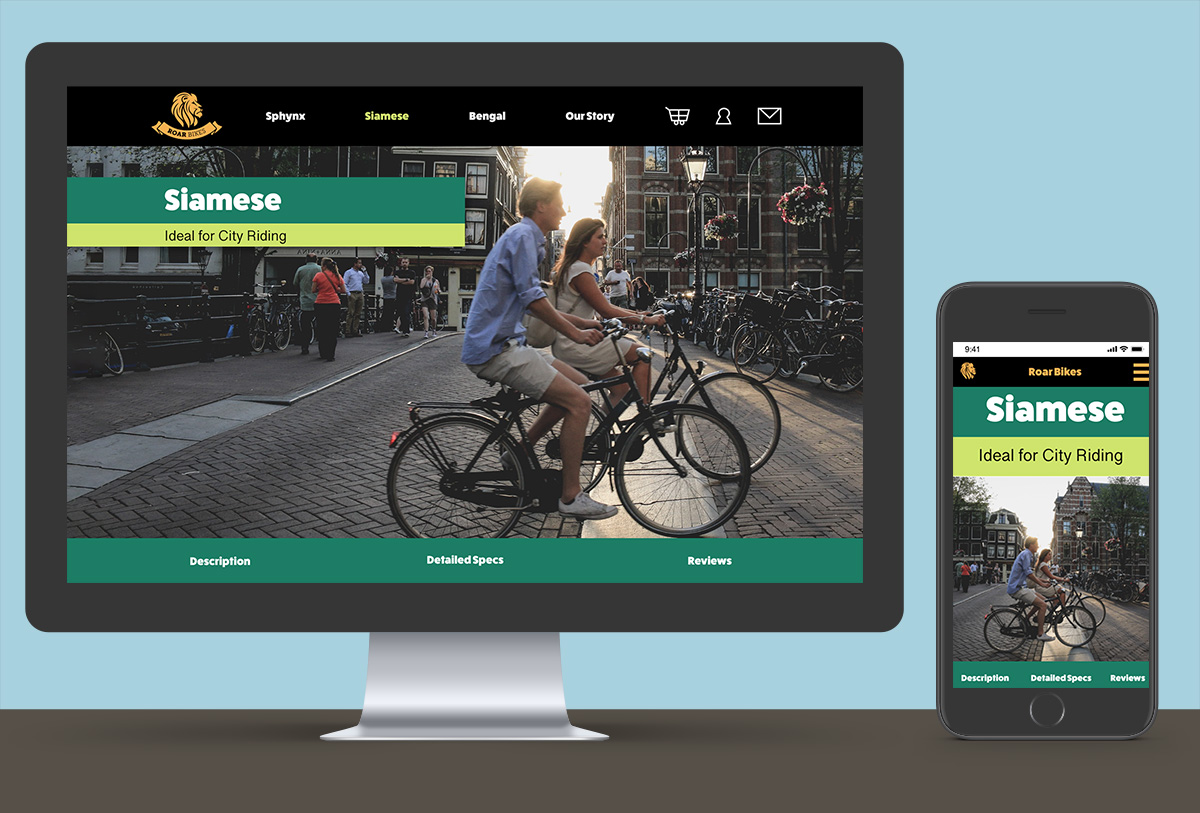 ROAR BIKES
Sphynx
Siamese
Bengal
Our Story
Siamese
Ideal for City Riding
Description
Detailed Specs
Reviews
9:41
Roar Bikes
Siamese
Ideal for City Riding
Description
Detailed Specs
Reviews